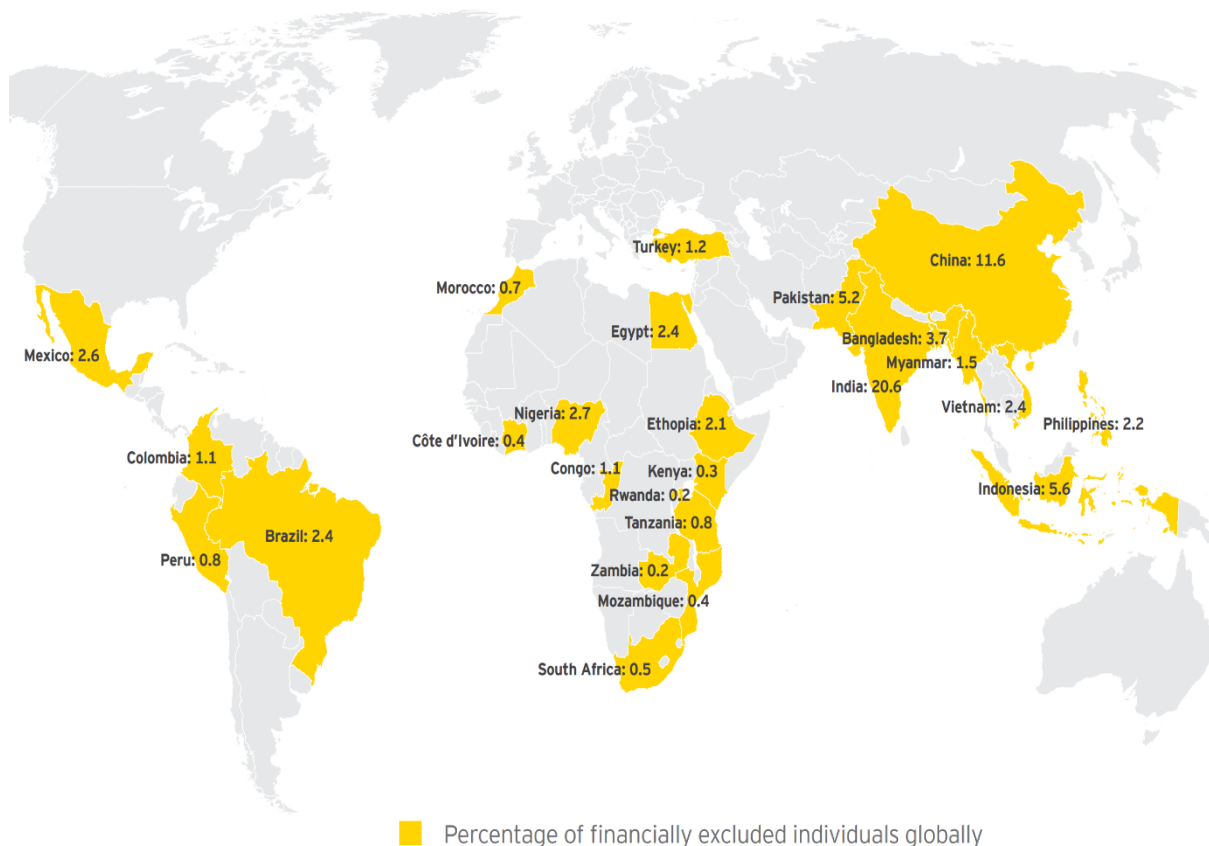 Turkey: 1.2
China: 11.6
Morocco: 0.7
Pakistan: 5.2
Egypt: 2.4
Bangladesh: 3.7
Mexico: 2.6
Myanmar: 1.5
India: 20.6
Vietnam: 2.4
Nigeria: 2.7
Ethopia: 2.1
Philippines: 2.2
Côte d'Ivoire: 0.4
Colombia: 1.1
Congo: 1.1
Kenya: 0.3
Indonesia: 5.6
Rwanda: 0.2
Tanzania: 0.8
Brazil: 2.4
Peru: 0.8
Zambia: 0.2
Mozambique: 0.4
South Africa: 0.5
Percentage of financially excluded individuals globally